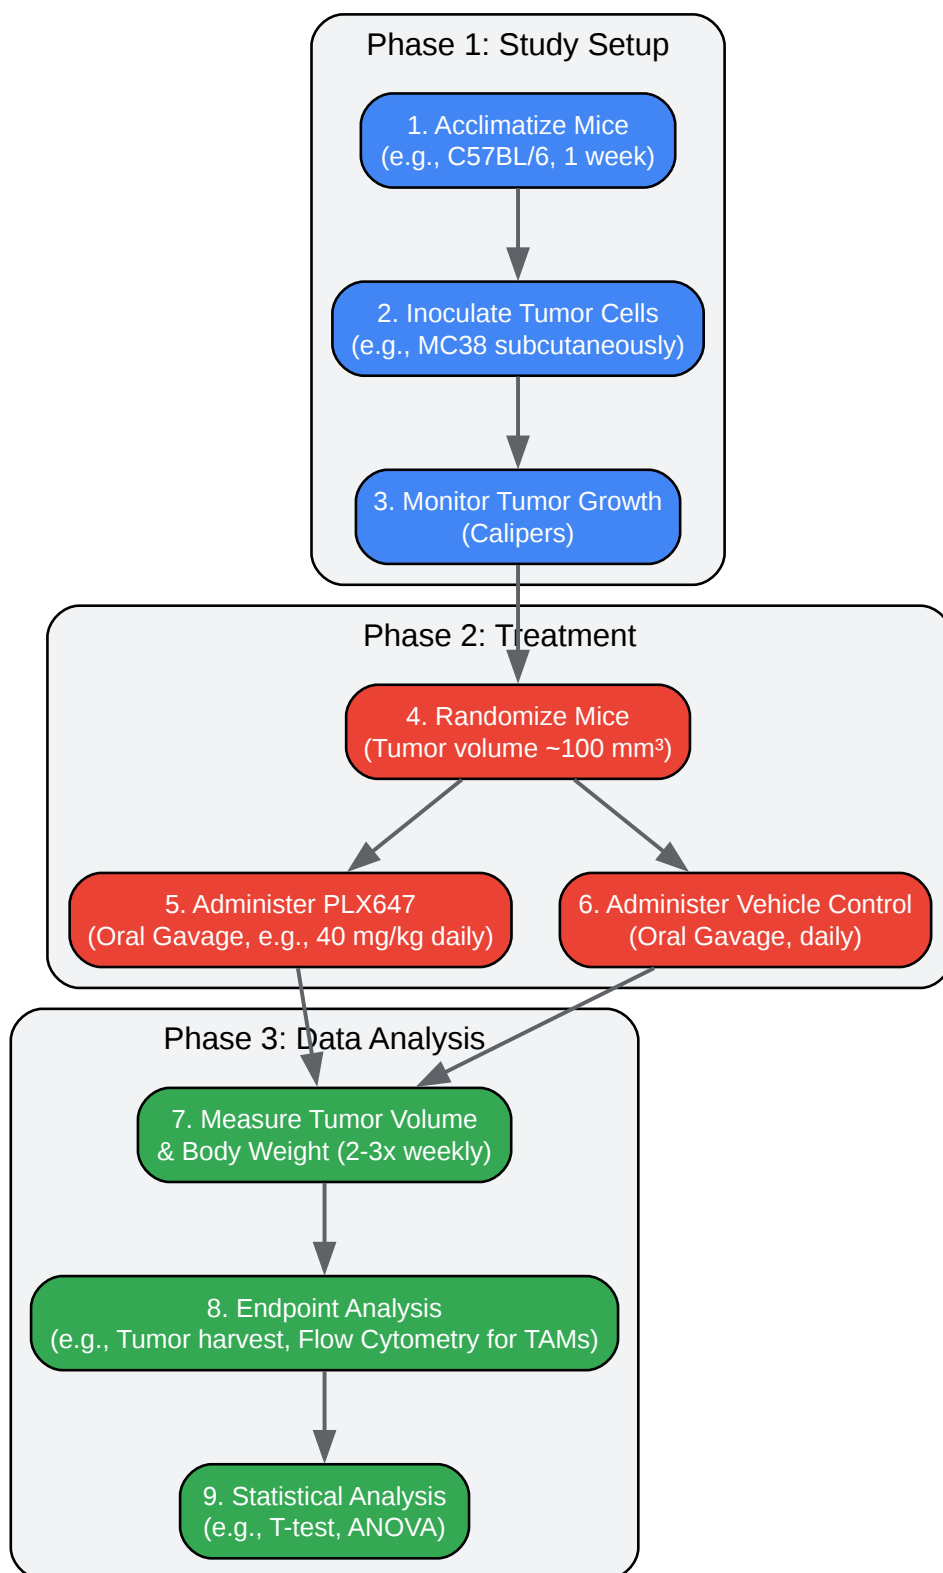 Phase 1: Study Setup
1. Acclimatize Mice
(e.g., C57BL/6, 1 week)
2. Inoculate Tumor Cells
(e.g., MC38 subcutaneously)
3. Monitor Tumor Growth
(Calipers)
Phase 2: Treatment
4. Randomize Mice
(Tumor volume ~100 mm³)
5. Administer PLX647
(Oral Gavage, e.g., 40 mg/kg daily)
6. Administer Vehicle Control
(Oral Gavage, daily)
Phase 3: Data Analysis
7. Measure Tumor Volume
& Body Weight (2-3x weekly)
8. Endpoint Analysis
(e.g., Tumor harvest, Flow Cytometry for TAMs)
9. Statistical Analysis
(e.g., T-test, ANOVA)